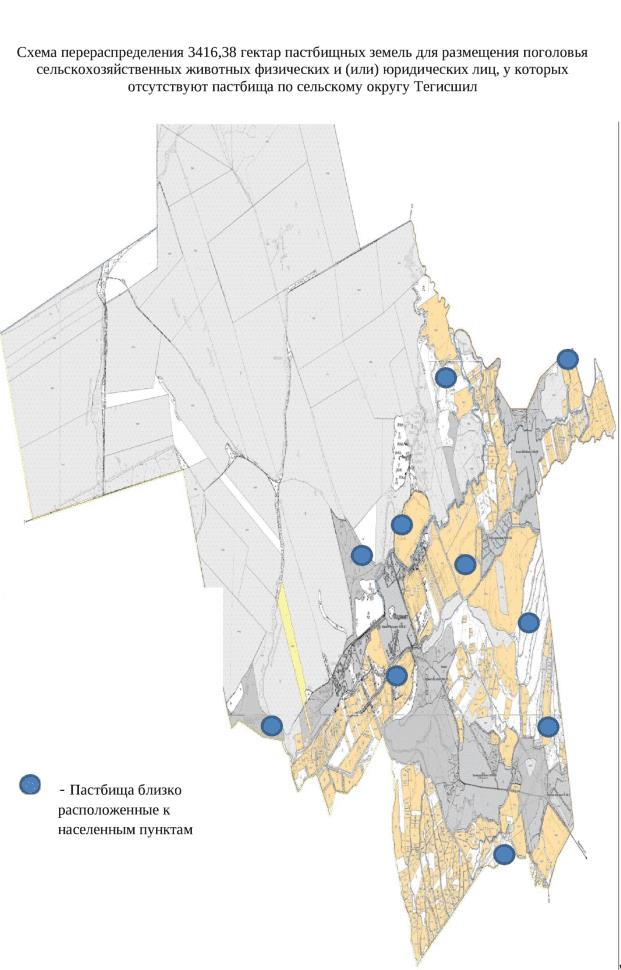 Схема перераспределения 3416,38 гектар пастбищных земель для размещения поголовья
сельскохозяйственных животных физических и (или) юридических лиц, у которых
отсутствуют пастбища по сельскому округу Тегисшил
- Пастбища близко
расположенные к
населенным пунктам